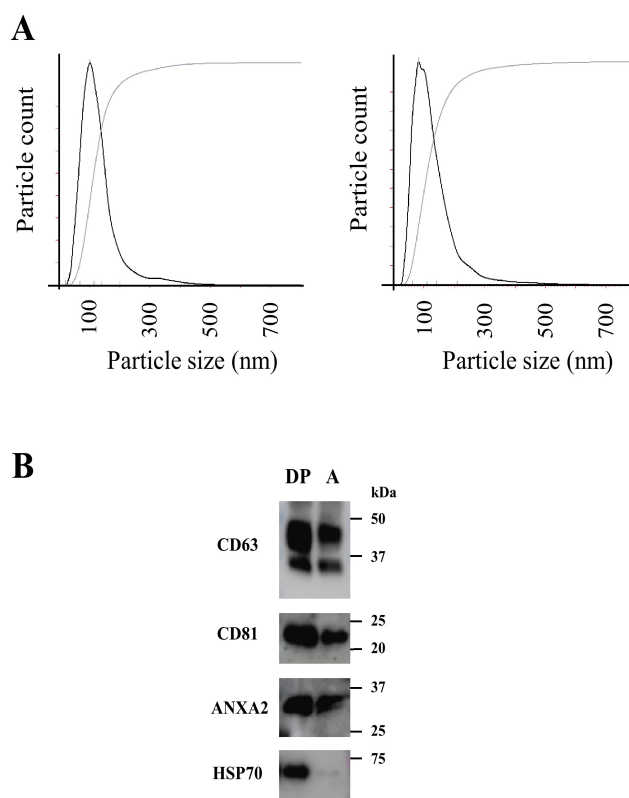 A
Particle count
100 300 500 700
Particle size (nm)
Particle count
100 300 500 700
Particle size (nm)
B
DP A
kDa
CD63
50
37
CD81
25
20
ANXA2
37
25
HSP70
75